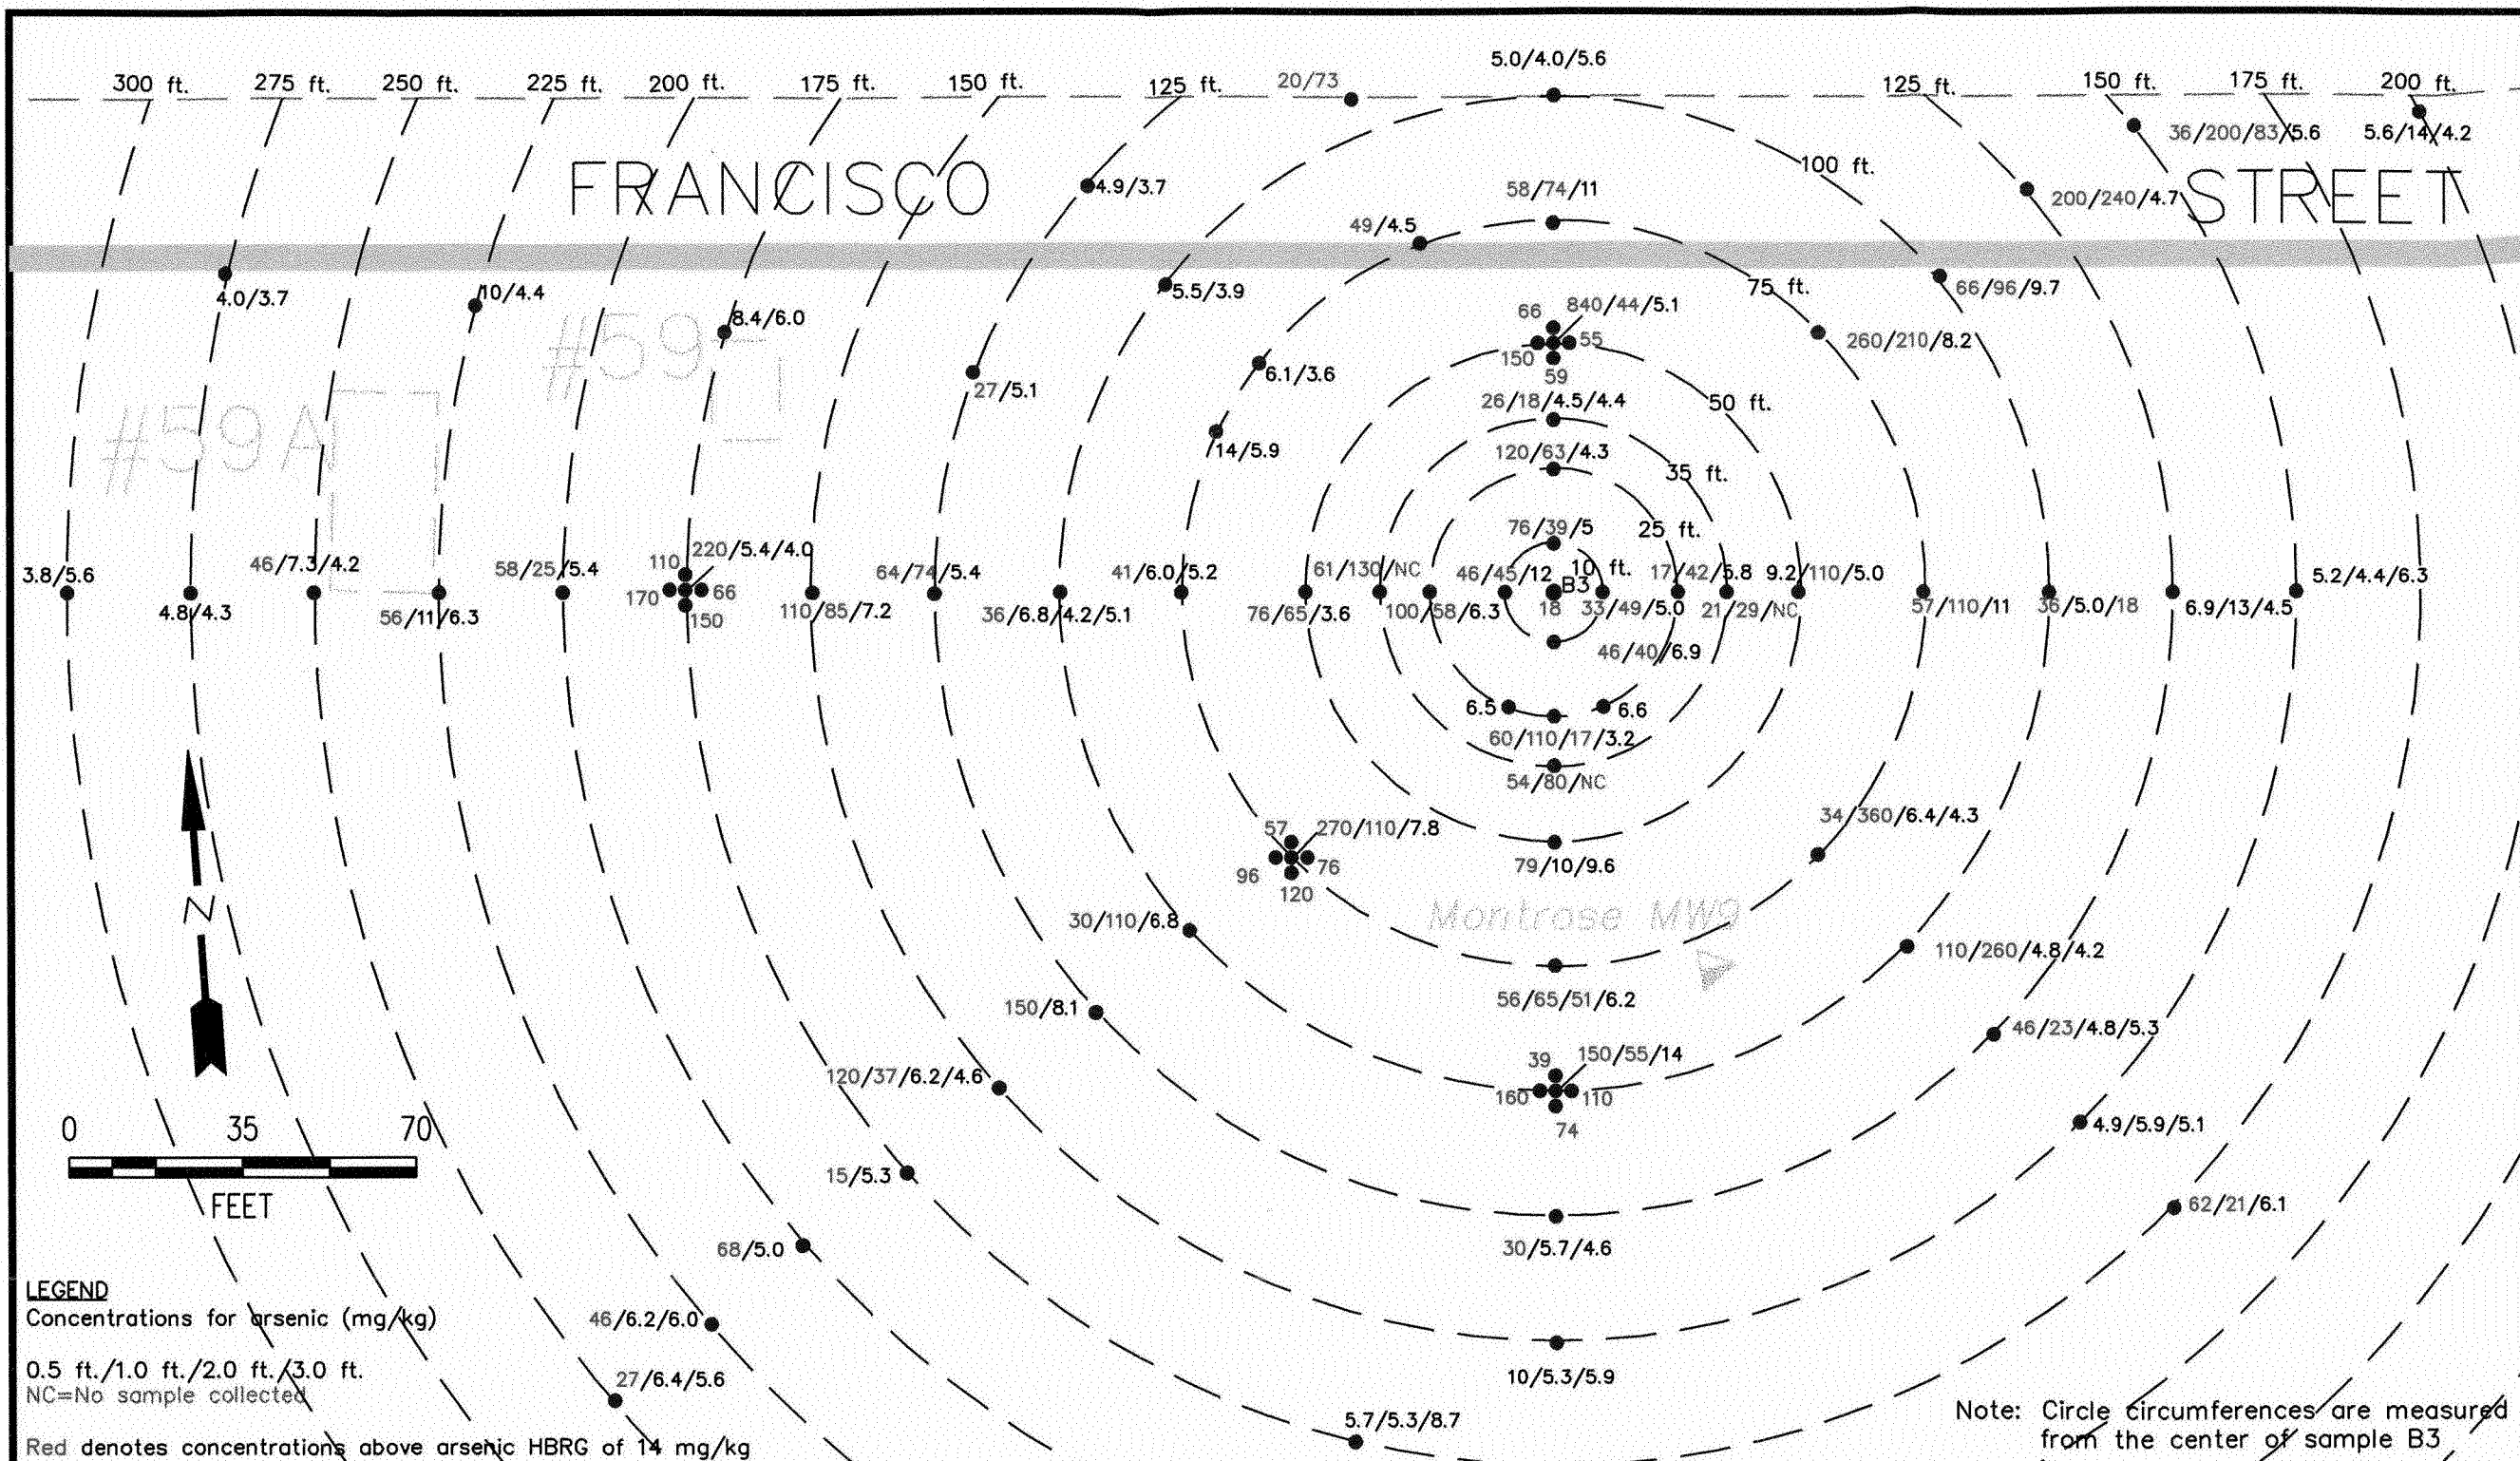 5.0/4.0/5.6
300 ft. 275 ft. 250 ft. 225 ft. 200 ft. 175 ft. 150 ft. 125 ft. 20/73 125 ft. 150 ft. 175 ft. 200 ft.
36/200/83/5.6 5.6/14/4.2
100 ft.
FRANCISCO STREET
4.9/3.7 58/74/11 200/240/4.7
49/4.5
4.0/3.7 10/4.4 5.5/3.9 75 ft. 66/96/9.7
8.4/6.0 66 840/44/5.1
#59
150 55 260/210/8.2
59
27/5.1 6.1/3.6
26/18/4.5/4.4 50 ft.
#59A
14/5.9 120/63/4.3
35 ft.
76/39/5 25 ft.
110 220/5.4/4.0
3.8/5.6 46/7.3/4.2 58/25/5.4 64/74/5.4 41/6.0/5.2 61/130/NC 46/45/12 10 ft. 17/42/5.8 9.2/110/5.0 5.2/4.4/6.3
B3
170 66
4.8/4.3 56/11/6.3 150 110/85/7.2 36/6.8/4.2/5.1 76/65/3.6 100/58/6.3 18 33/49/5.0 21/29/NC 57/110/11 36/5.0/18 6.9/13/4.5
46/40/6.9
6.5 6.6
60/110/17/3.2
54/80/NC
57 270/110/7.8 34/360/6.4/4.3
96 76 79/10/9.6
120
N
30/110/6.8 Montrose MW9
110/260/4.8/4.2
150/8.1 56/65/51/6.2
46/23/4.8/5.3
39 150/55/14
120/37/6.2/4.6
160 110
74
4.9/5.9/5.1
0 35 70
FEET
15/5.3
62/21/6.1
68/5.0 30/5.7/4.6
LEGEND
Concentrations for arsenic (mg/kg)
46/6.2/6.0
0.5 ft./1.0 ft./2.0 ft./3.0 ft.
NC=No sample collected
27/6.4/5.6 10/5.3/5.9
5.7/5.3/8.7
Red denotes concentrations above arsenic HBRG of 14 mg/kg
Note: Circle circumferences are measured
from the center of sample B3